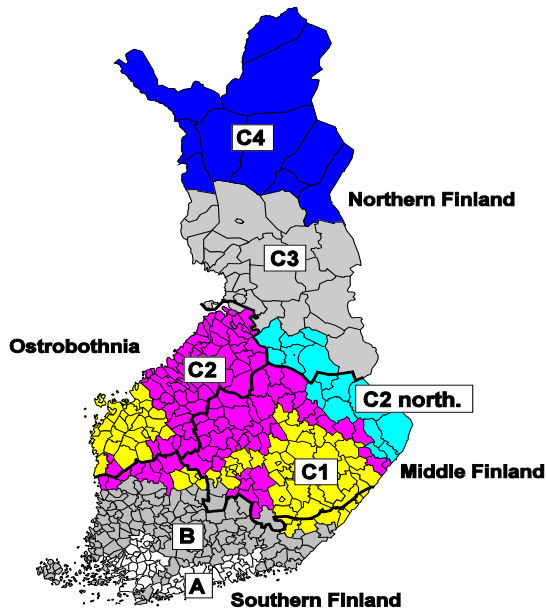 C4
Northern Finland
C3
Ostrobothnia
C2
C2 north.
C1
Middle Finland
B
A
Southern Finland